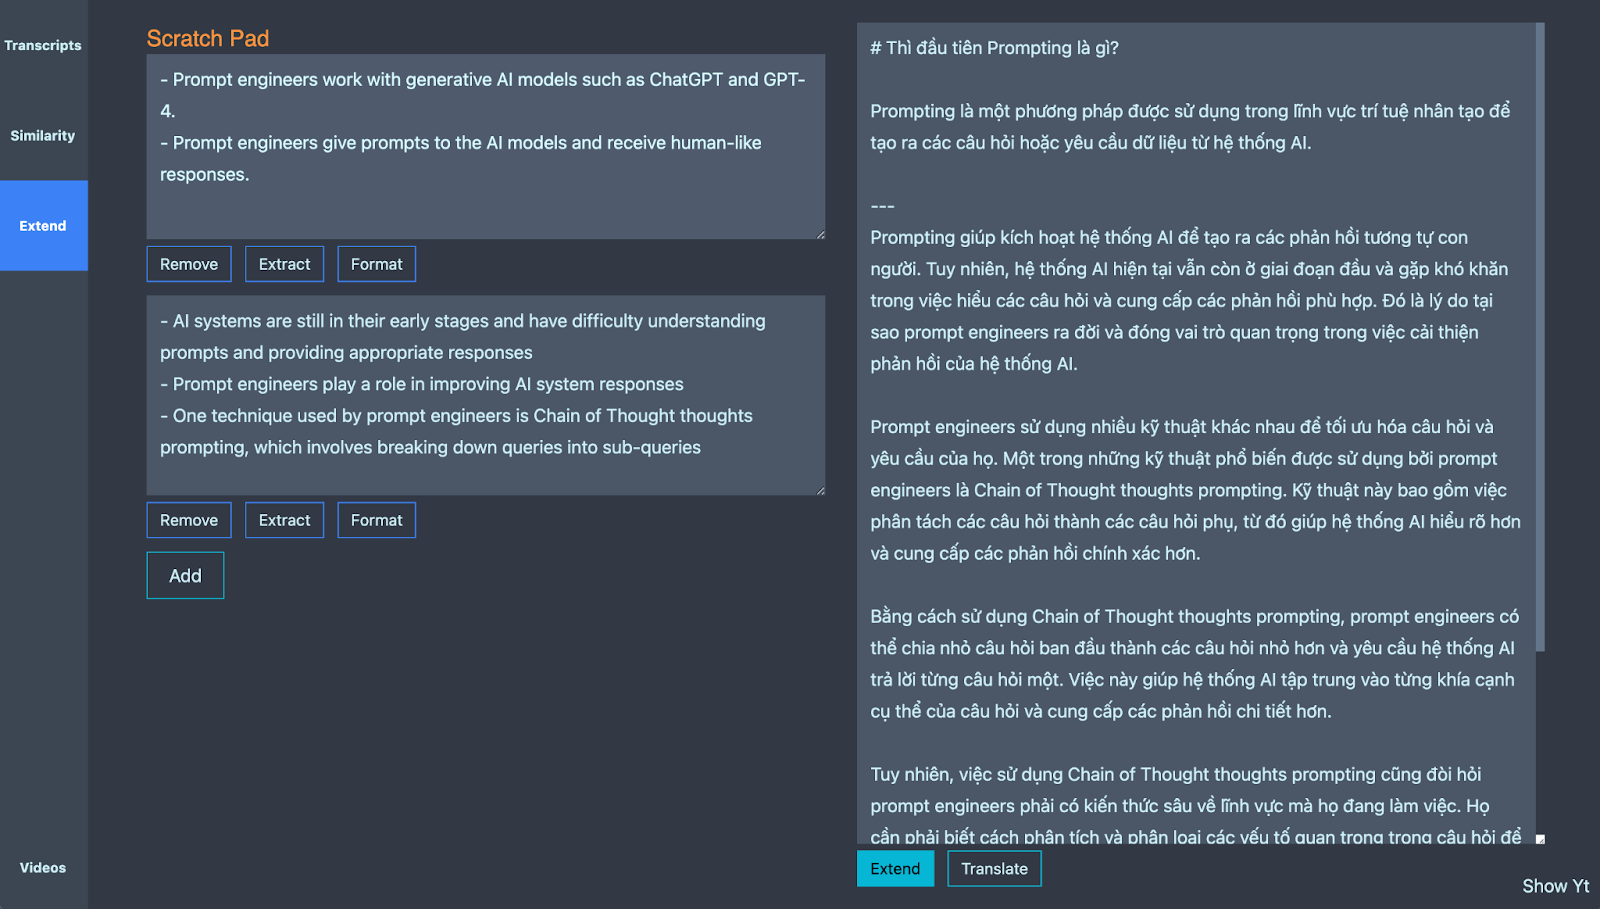 Transcripts
Similarity
Extend
Videos
Scratch Pad
- Prompt engineers work with generative AI models such as ChatGPT and GPT-
4.
- Prompt engineers give prompts to the AI models and receive human-like
responses.
Remove
Extract
Format
- AI systems are still in their early stages and have difficulty understanding
prompts and providing appropriate responses
- Prompt engineers play a role in improving AI system responses
- One technique used by prompt engineers is Chain of Thought thoughts
prompting, which involves breaking down queries into sub-queries
Remove
Extract
Format
Add
# Thì đầu tiên Prompting là gì?
Prompting là một phương pháp được sử dụng trong lĩnh vực trí tuệ nhân tạo để
tạo ra các câu hỏi hoặc yêu cầu dữ liệu từ hệ thống AI.
---
Prompting giúp kích hoạt hệ thống AI để tạo ra các phản hồi tương tự con
người. Tuy nhiên, hệ thống AI hiện tại vẫn còn ở giai đoạn đầu và gặp khó khăn
trong việc hiểu các câu hỏi và cung cấp các phản hồi phù hợp. Đó là lý do tại
sao prompt engineers ra đời và đóng vai trò quan trọng trong việc cải thiện
phản hồi của hệ thống AI.
Prompt engineers sử dụng nhiều kỹ thuật khác nhau để tối ưu hóa câu hỏi và
yêu cầu của họ. Một trong những kỹ thuật phổ biến được sử dụng bởi prompt
engineers là Chain of Thought thoughts prompting. Kỹ thuật này bao gồm việc
phân tách các câu hỏi thành các câu hỏi phụ, từ đó giúp hệ thống AI hiểu rõ hơn
và cung cấp các phản hồi chính xác hơn.
Bằng cách sử dụng Chain of Thought thoughts prompting, prompt engineers có
thể chia nhỏ câu hỏi ban đầu thành các câu hỏi nhỏ hơn và yêu cầu hệ thống AI
trả lời từng câu hỏi một. Việc này giúp hệ thống AI tập trung vào từng khía cạnh
cụ thể của câu hỏi và cung cấp các phản hồi chi tiết hơn.
Tuy nhiên, việc sử dụng Chain of Thought thoughts prompting cũng đòi hỏi
prompt engineers phải có kiến thức sâu về lĩnh vực mà họ đang làm việc. Họ
cần phải biết cách phân tích và phân loại các yếu tố quan trọng trong câu hỏi để
Extend
Translate
Show Yt